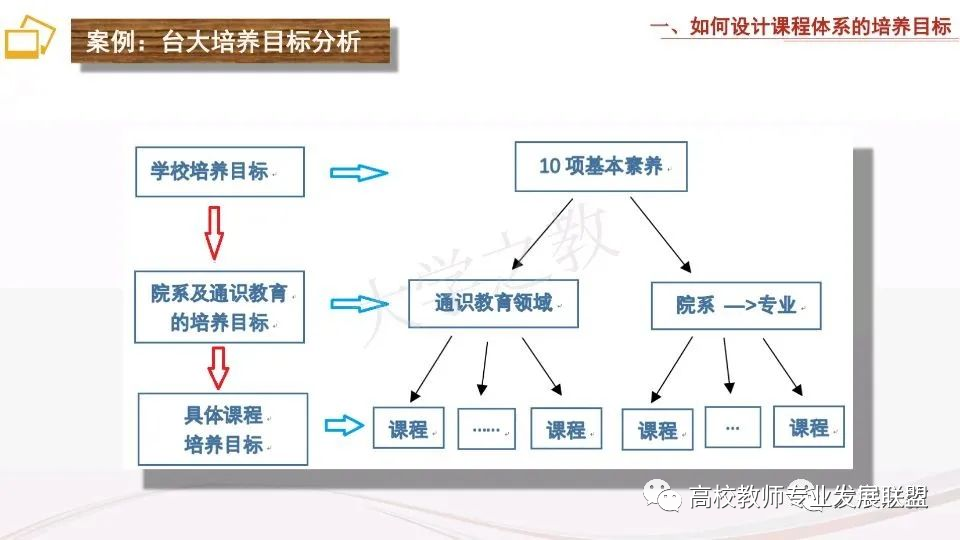 案例：台大培养目标分析
一、如何设计课程体系的培养目标
学校培养目标
10 项基本素养
院系及通识教育
的培养目标
通识教育领域
院系 —>专业
大学之教
具体课程
培养目标
课程
……
课程
课程
…
课程
高校教师专业发展联盟